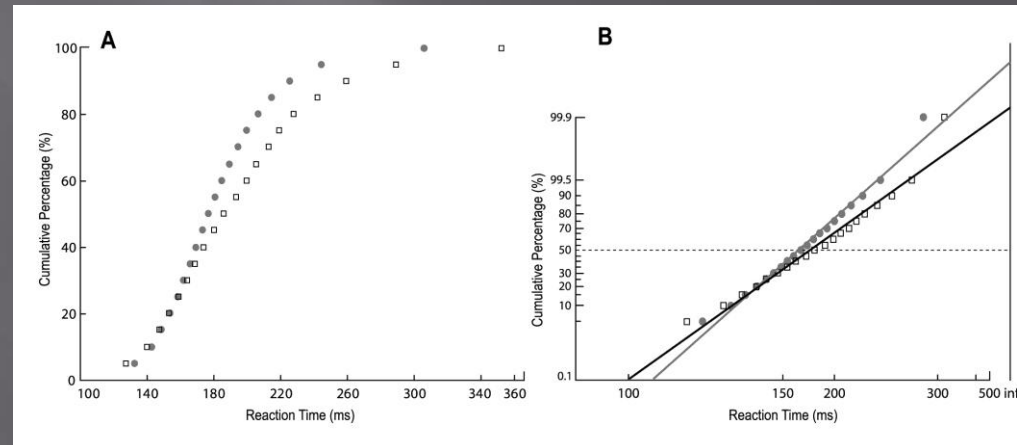 A
100
80
60
40
20
0
Cumulative Percentage (%)
100 140 180 220 260 300 340 360
Reaction Time (ms)
B
99.9
99.5
90
80
70
50
30
20
10
0.1
Cumulative Percentage (%)
100 150 200 300 500 inf
Reaction Time (ms)